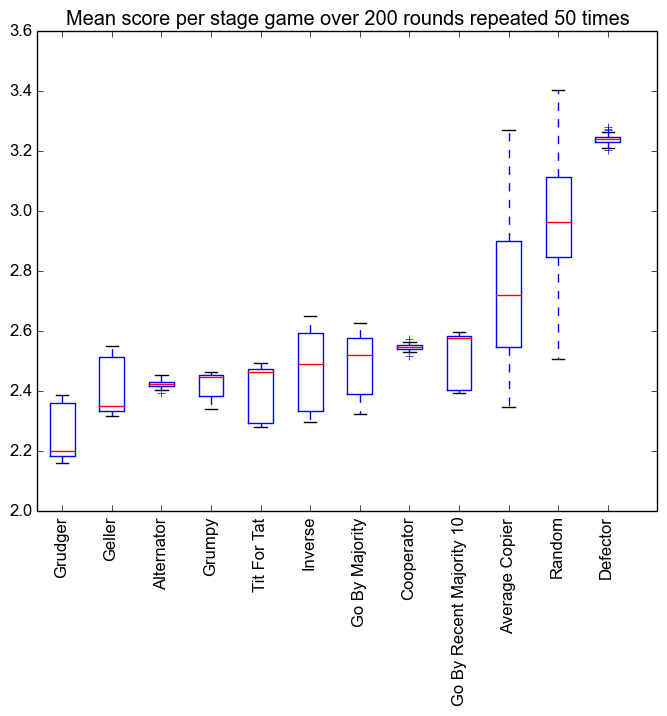 Mean score per stage game over 200 rounds repeated 50 times
3.6
3.4
3.2
3.0
2.8
2.6
2.4
2.2
2.0
Grudger
Geller
Alternator
Grumpy
Tit For Tat
Inverse
Go By Majority
Cooperator
Go By Recent Majority 10
Average Copier
Random
Defector